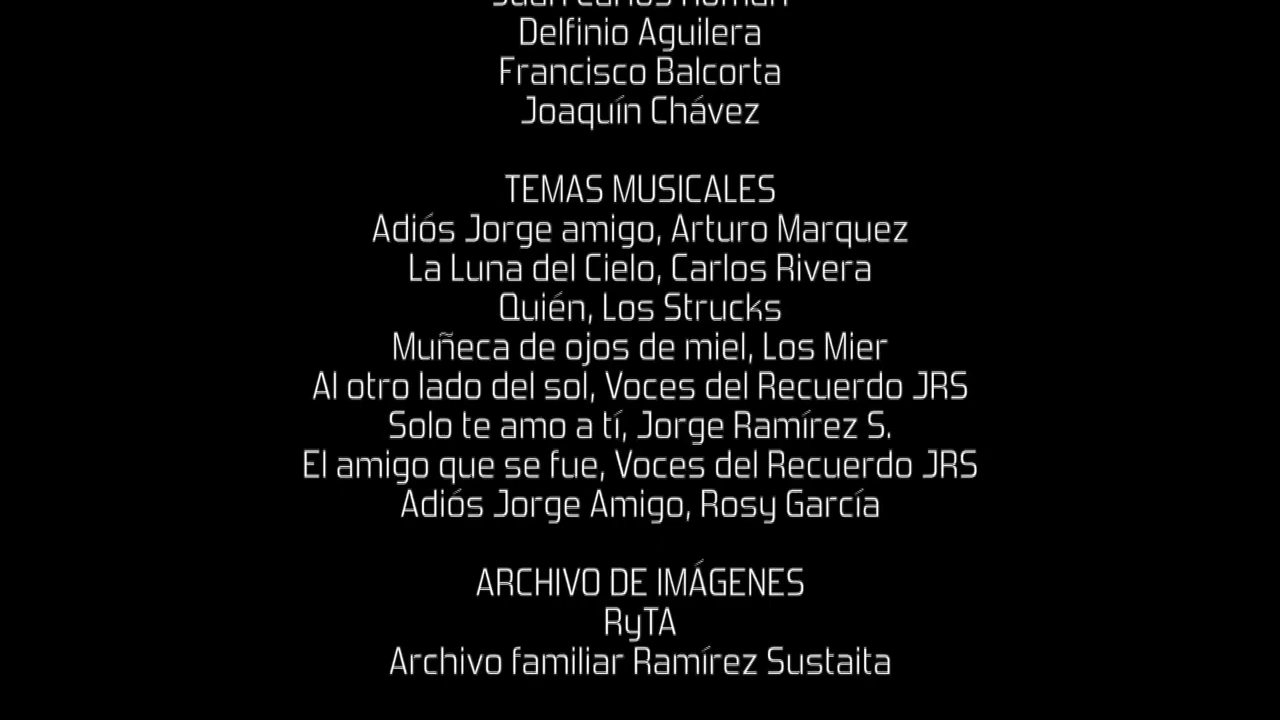 Juan Carlos Román
Delfinio Aguilera
Francisco Balcorta
Joaquín Chávez
TEMAS MUSICALES
Adiós Jorge amigo, Arturo Marquez
La Luna del Cielo, Carlos Rivera
Quién, Los Strucks
Muñeca de ojos de miel, Los Mier
Al otro lado del sol, Voces del Recuerdo JRS
Solo te amo a tí, Jorge Ramírez S.
El amigo que se fue, Voces del Recuerdo JRS
Adiós Jorge Amigo, Rosy García
ARCHIVO DE IMÁGENES
RyTA
Archivo familiar Ramírez Sustaita